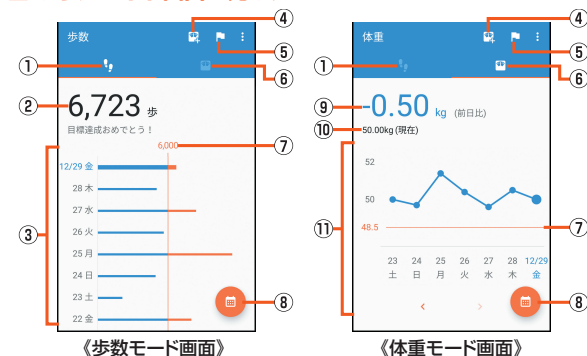 歩数
①
②
6,723 歩
目標達成おめでとう！
6,000
③
12/29 金
28 木
27 水
26 火
25 月
24 日
23 土
22 金
④
⑤
⑥
⑦
⑧
《歩数モード画面》
体重
①
⑨
-0.50 kg (前日比)
⑩
50.00kg(現在)
⑪
52
50
48.5
23 24 25 26 27 28 12/29
土 日 月 火 水 木 金
④
⑤
⑥
⑦
⑧
《体重モード画面》